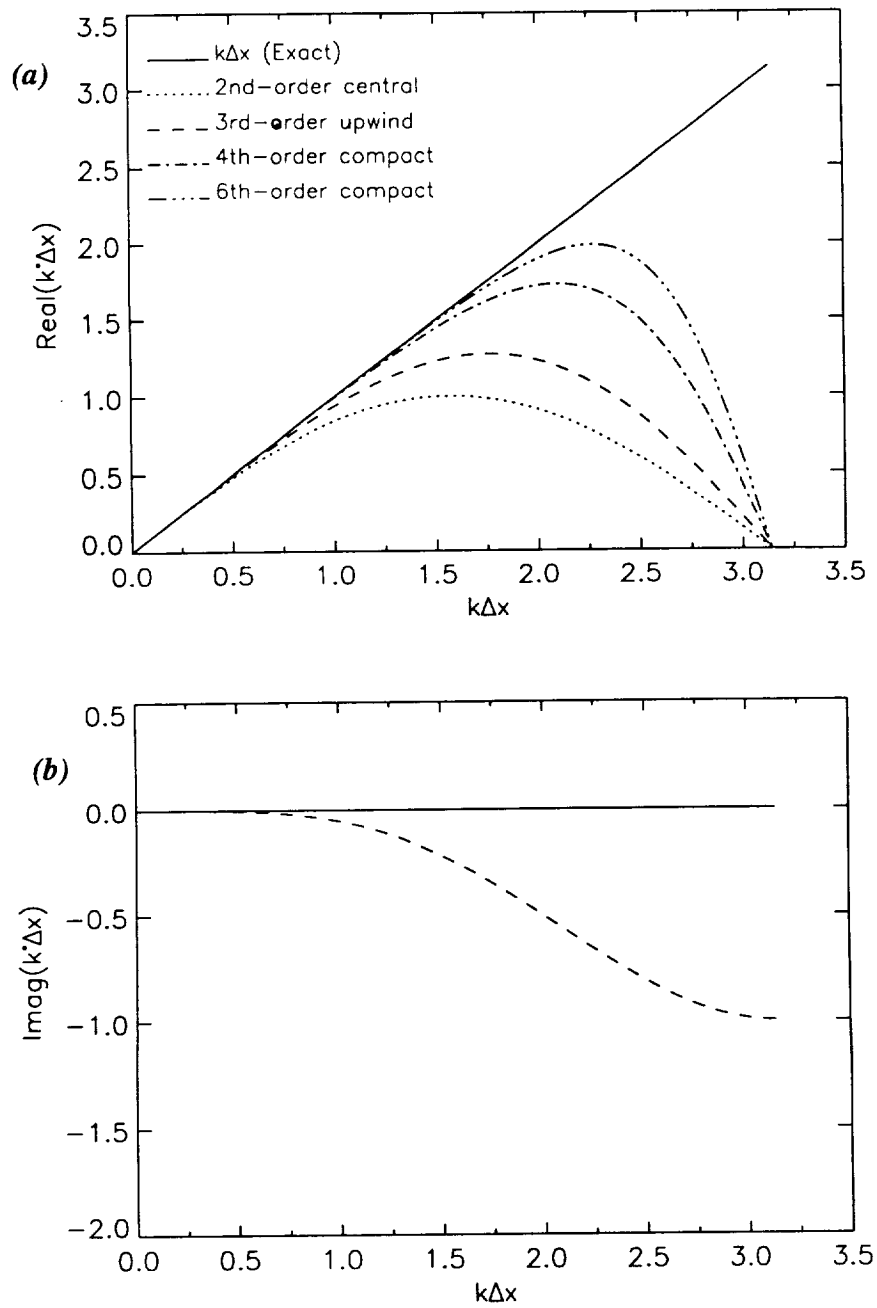 (a)
3.5
3.0
2.5
2.0
1.5
1.0
0.5
0.0
Real(k*Δx)
kΔx (Exact)
2nd-order central
3rd-order upwind
4th-order compact
6th-order compact
0.0 0.5 1.0 1.5 2.0 2.5 3.0 3.5
kΔx
(b)
0.5
0.0
-0.5
-1.0
-1.5
-2.0
Imag(k*Δx)
0.0 0.5 1.0 1.5 2.0 2.5 3.0 3.5
kΔx